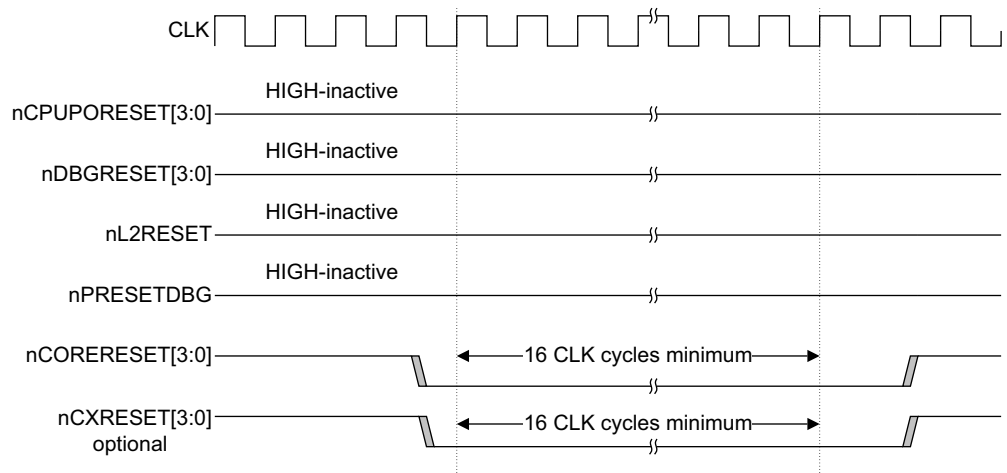 CLK
HIGH-inactive
nCPUPORESET[3:0]
HIGH-inactive
nDBGRESET[3:0]
HIGH-inactive
nL2RESET
HIGH-inactive
nPRESETDBG
nCORERESET[3:0]
16 CLK cycles minimum
nCXRESET[3:0]
optional
16 CLK cycles minimum